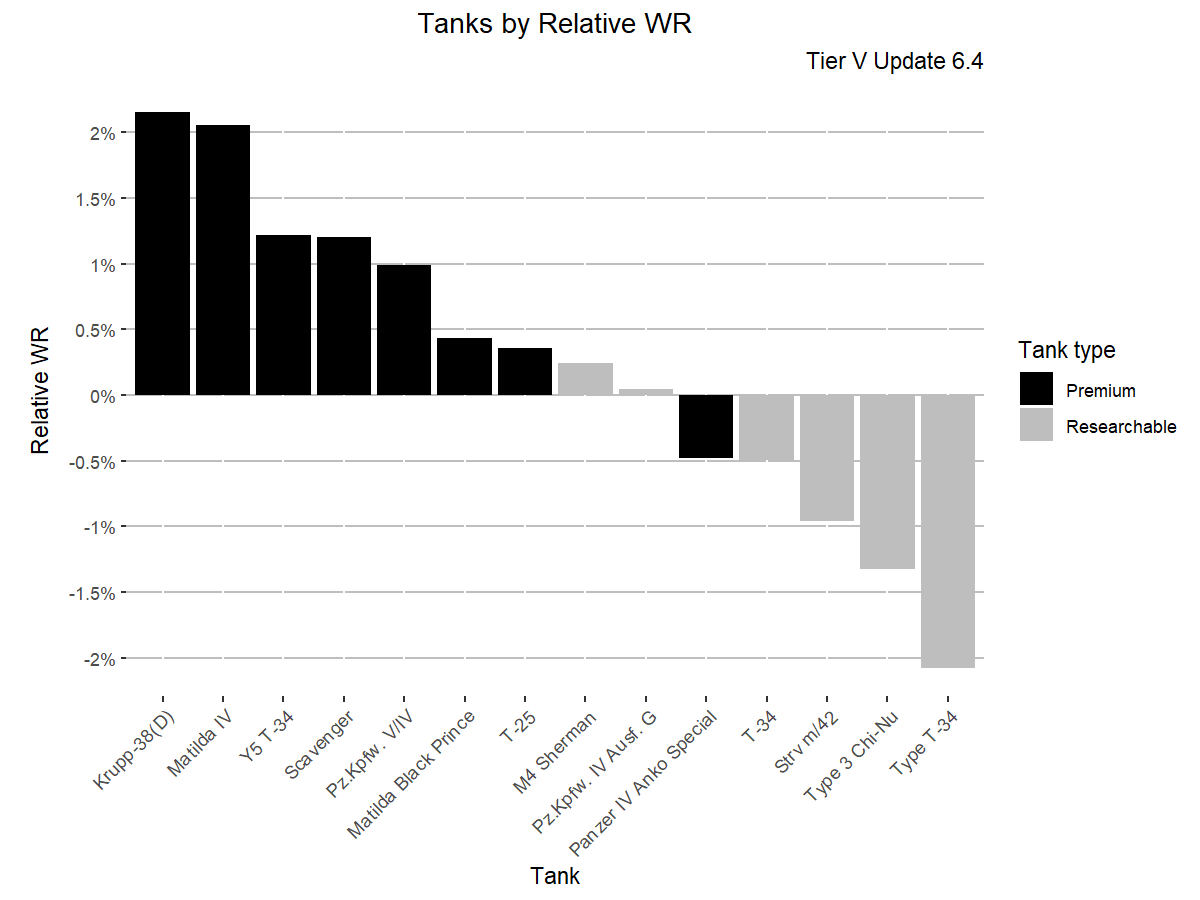 Tanks by Relative WR
Tier V Update 6.4
2%
1.5%
1%
0.5%
0%
-0.5%
-1%
-1.5%
-2%
Relative WR
Krupp-38(D)
Matilda IV
Y5 T-34
Scavenger
Pz.Kpfw. V/IV
Matilda Black Prince
T-25
M4 Sherman
Pz.Kpfw. IV Ausf. G
Panzer IV Anko Special
T-34
Strv m/42
Type 3 Chi-Nu
Type T-34
Tank
Tank type
Premium
Researchable